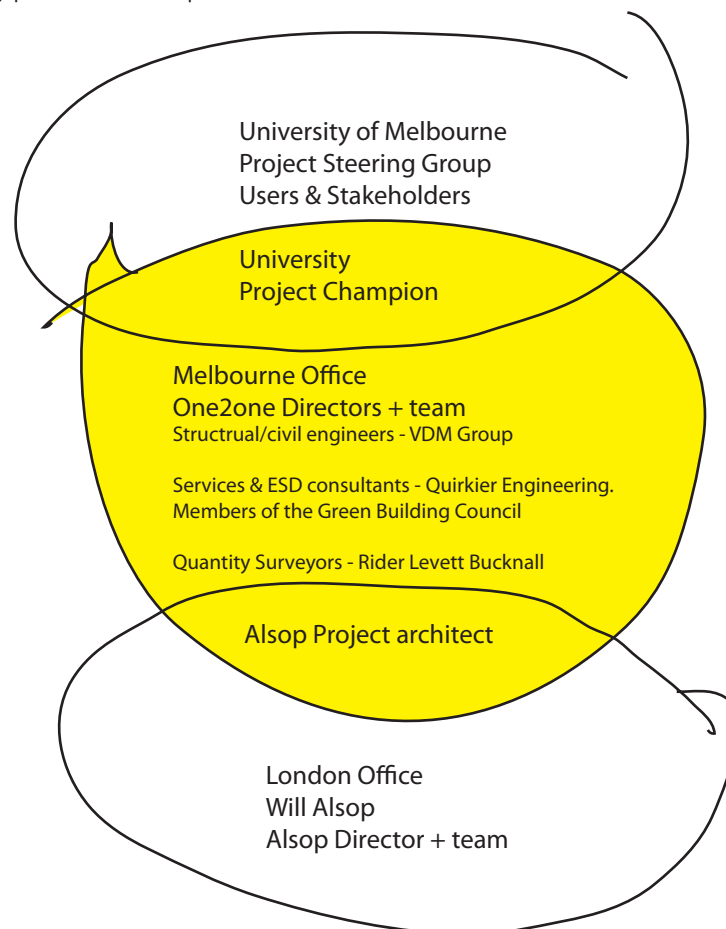 University of Melbourne
Project Steering Group
Users & Stakeholders
University
Project Champion
Melbourne Office
One2one Directors + team
Structrual/civil engineers - VDM Group
Services & ESD consultants - Quirkier Engineering.
Members of the Green Building Council
Quantity Surveyors - Rider Levett Bucknall
Alsop Project architect
London Office
Will Alsop
Alsop Director + team